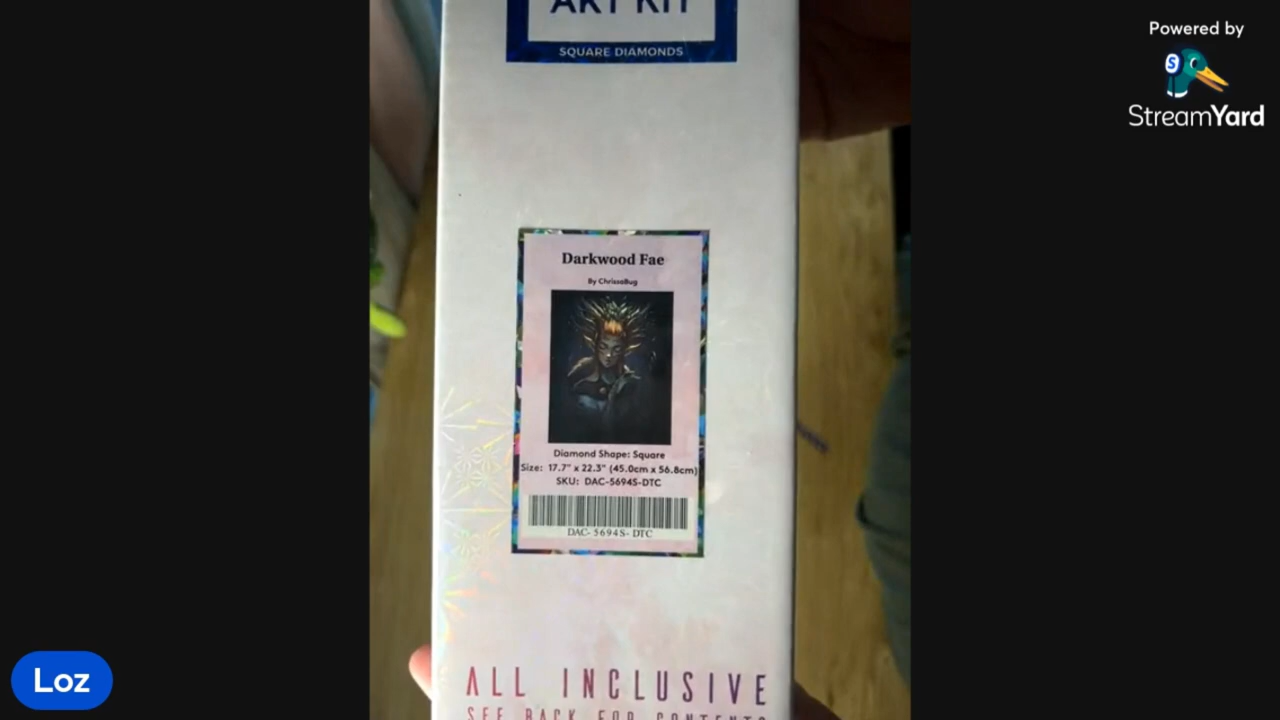 ART KIT
SQUARE DIAMONDS
Powered by
S
StreamYard
Darkwood Fae
By ChrissaBug
Diamond Shape: Square
Size: 17.7" x 22.3" (45.0cm x 56.8cm)
SKU: DAC-5694S-DTC
DAC- 5694S- DTC
ALL INCLUSIVE
SEE BACK FOR CONTENTS
Loz